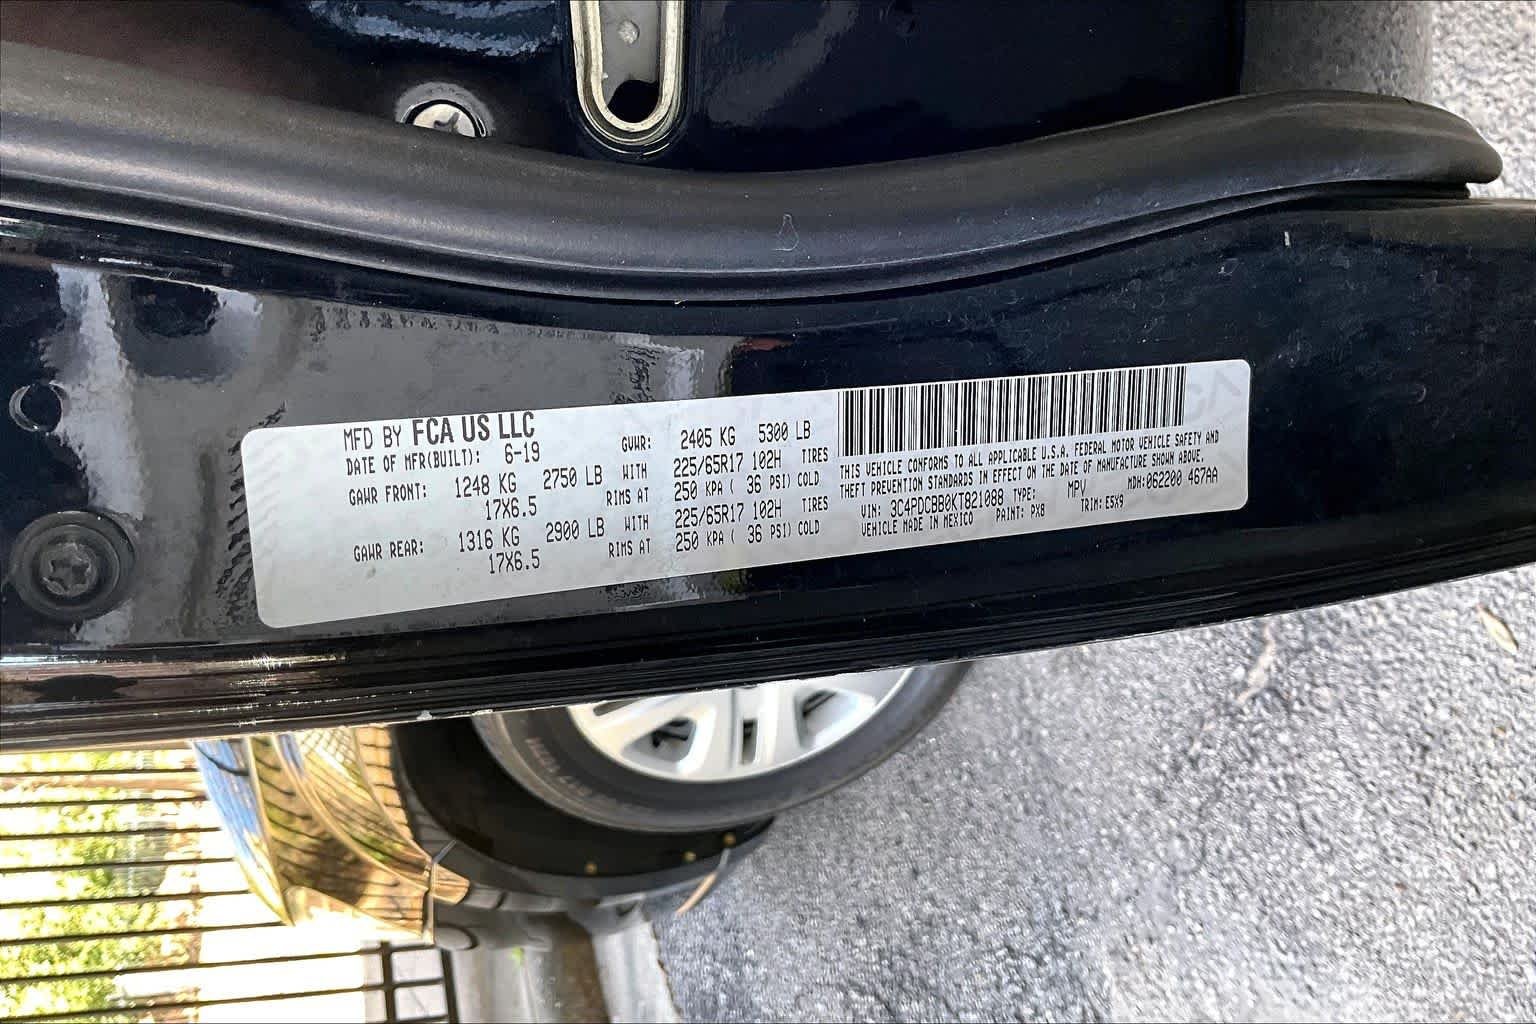 MFD BY FCA US LLC
DATE OF MFR(BUILT): 6-19
GVWR: 2405 KG 5300 LB
GAWR FRONT: 1248 KG 2750 LB WITH 225/65R17 102H TIRES
17X6.5 RIMS AT 250 KPA ( 36 PSI) COLD
GAWR REAR: 1316 KG 2900 LB WITH 225/65R17 102H TIRES
17X6.5 RIMS AT 250 KPA ( 36 PSI) COLD
THIS VEHICLE CONFORMS TO ALL APPLICABLE U.S.A. FEDERAL MOTOR VEHICLE SAFETY AND
THEFT PREVENTION STANDARDS IN EFFECT ON THE DATE OF MANUFACTURE SHOWN ABOVE.
VIN: 3C4PDCBB0KT821088 TYPE: MPV MDH: 062200 467AA
VEHICLE MADE IN MEXICO PAINT: PX8 TRIM: E5X9